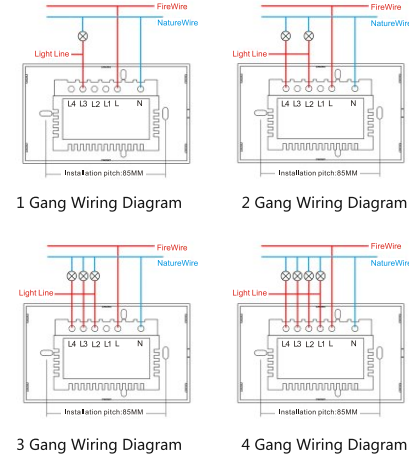 FireWire
NatureWire
Light Line
L4 L3 L2 L1 L N
Installation pitch:85MM
1 Gang Wiring Diagram
FireWire
NatureWire
Light Line
L4 L3 L2 L1 L N
Installation pitch:85MM
2 Gang Wiring Diagram
FireWire
NatureWire
Light Line
L4 L3 L2 L1 L N
Installation pitch:85MM
3 Gang Wiring Diagram
FireWire
NatureWire
Light Line
L4 L3 L2 L1 L N
Installation pitch:85MM
4 Gang Wiring Diagram